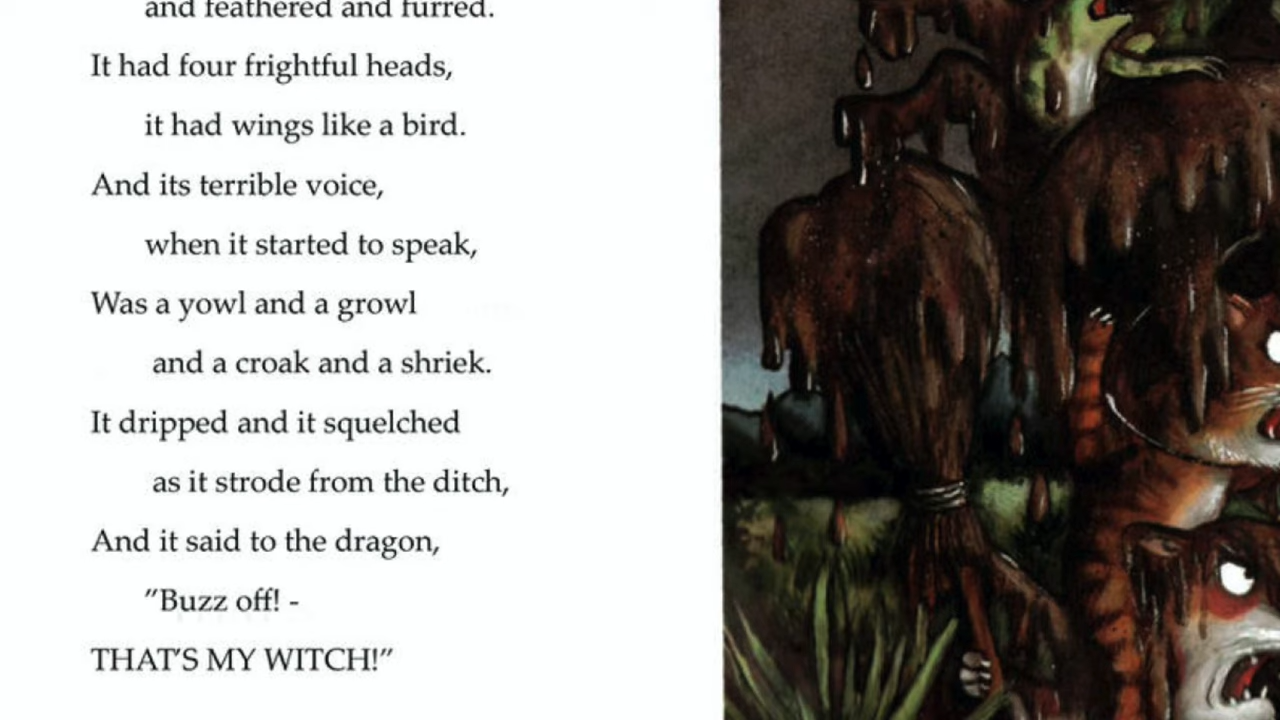 and feathered and furred.
It had four frightful heads,
it had wings like a bird.
And its terrible voice,
when it started to speak,
Was a yowl and a growl
and a croak and a shriek.
It dripped and it squelched
as it strode from the ditch,
And it said to the dragon,
"Buzz off! -
THAT'S MY WITCH!"